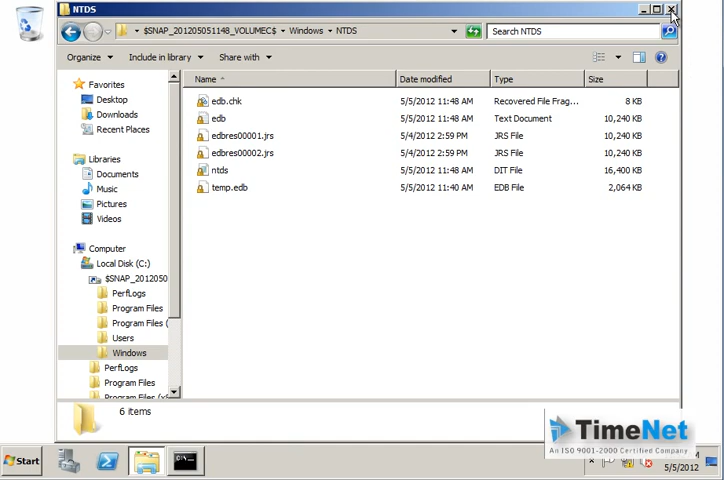 NTDS
$SNAP_201205051148_VOLUMEC$ Windows NTDS
Search NTDS
Organize Include in library Share with
Name Date modified Type Size
edb.chk 5/5/2012 11:48 AM Recovered File Frag... 8 KB
edb 5/5/2012 11:48 AM Text Document 10,240 KB
edbres00001.jrs 5/4/2012 2:59 PM JRS File 10,240 KB
edbres00002.jrs 5/4/2012 2:59 PM JRS File 10,240 KB
ntds 5/5/2012 11:48 AM DIT File 16,400 KB
temp.edb 5/5/2012 11:40 AM EDB File 2,064 KB
Favorites
Desktop
Downloads
Recent Places
Libraries
Documents
Music
Pictures
Videos
Computer
Local Disk (C:)
$SNAP_2012050
PerfLogs
Program Files
Program Files (
Users
Windows
PerfLogs
Program Files
Program Files (x
6 items
TimeNet
An ISO 9001-2000 Certified Company
Start
C:\
M
5/5/2012